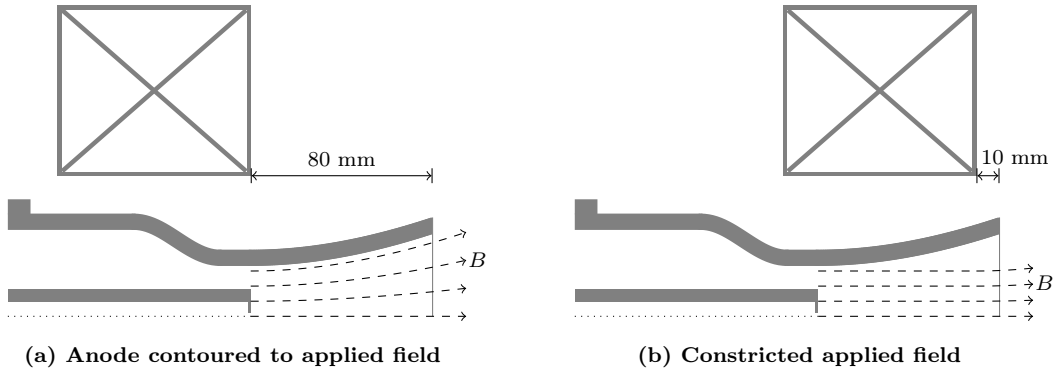 80 mm
10 mm
B
B
(a) Anode contoured to applied field
(b) Constricted applied field